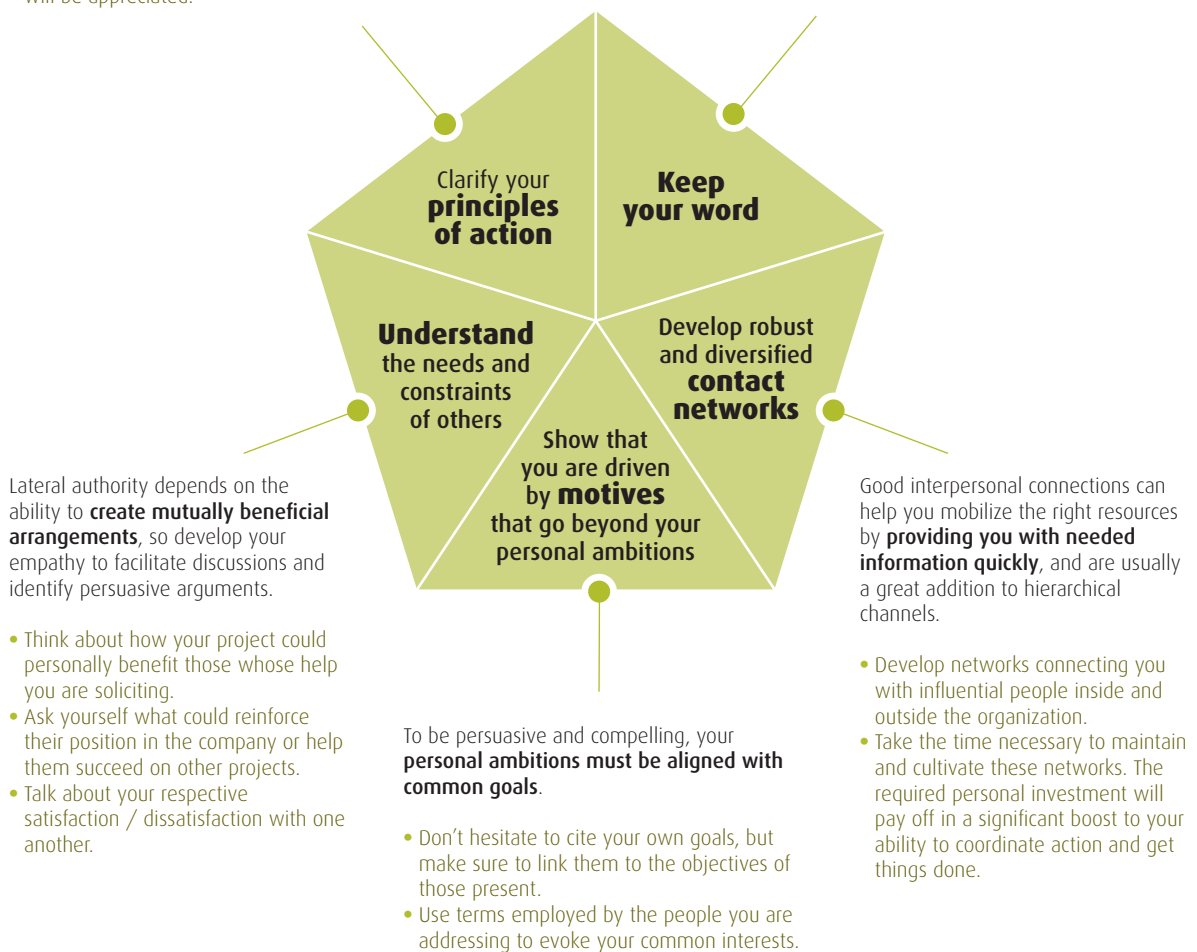 will be appreciated.
Clarify your
principles
of action
Keep
your word
Understand
the needs and
constraints
of others
Develop robust
and diversified
contact
networks
Show that
you are driven
by motives
that go beyond your
personal ambitions
Lateral authority depends on the
ability to create mutually beneficial
arrangements, so develop your
empathy to facilitate discussions and
identify persuasive arguments.
• Think about how your project could
personally benefit those whose help
you are soliciting.
• Ask yourself what could reinforce
their position in the company or help
them succeed on other projects.
• Talk about your respective
satisfaction / dissatisfaction with one
another.
To be persuasive and compelling, your
personal ambitions must be aligned with
common goals.
• Don't hesitate to cite your own goals, but
make sure to link them to the objectives of
those present.
• Use terms employed by the people you are
addressing to evoke your common interests.
Good interpersonal connections can
help you mobilize the right resources
by providing you with needed
information quickly, and are usually
a great addition to hierarchical
channels.
• Develop networks connecting you
with influential people inside and
outside the organization.
• Take the time necessary to maintain
and cultivate these networks. The
required personal investment will
pay off in a significant boost to your
ability to coordinate action and get
things done.